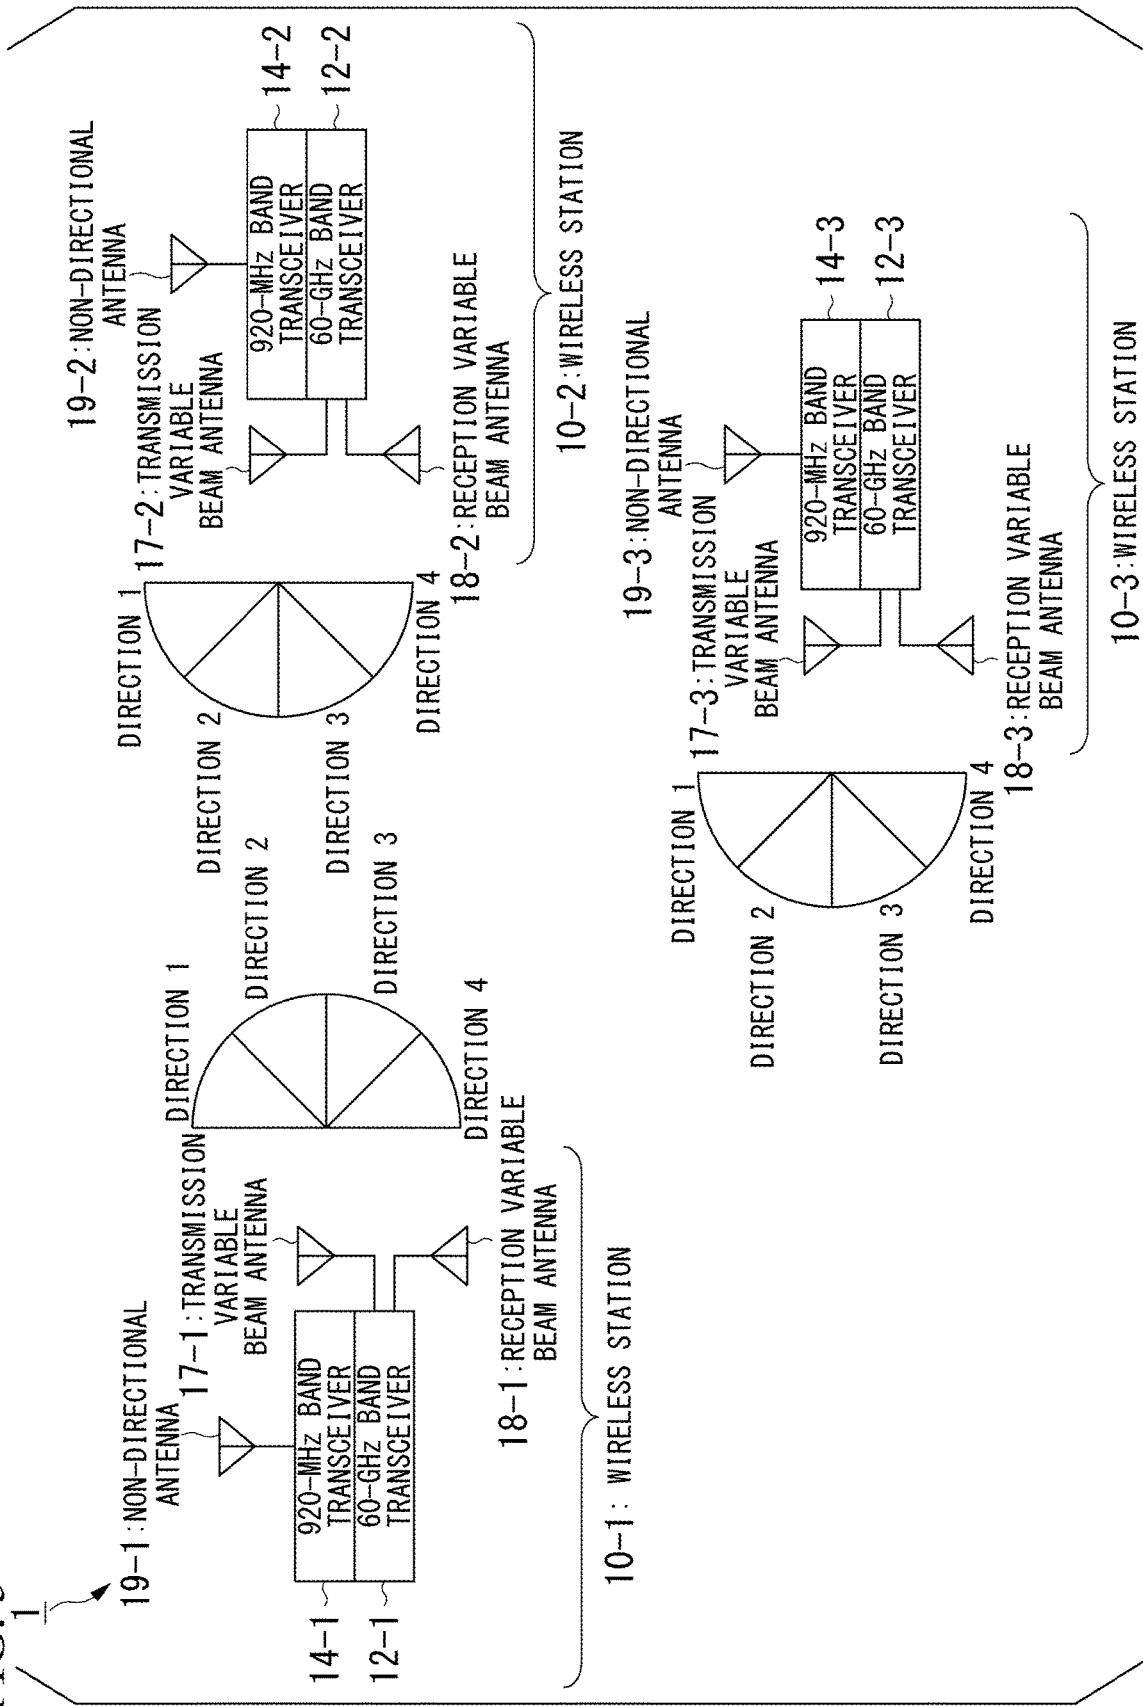 1
19-1:NON-DIRECTIONAL
ANTENNA
17-1:TRANSMISSION
VARIABLE
BEAM ANTENNA
920-MHz BAND
TRANSCEIVER
60-GHz BAND
TRANSCEIVER
14-1
12-1
18-1:RECEPTION VARIABLE
BEAM ANTENNA
10-1: WIRELESS STATION
DIRECTION 1
DIRECTION 2
DIRECTION 3
DIRECTION 4
DIRECTION 1
DIRECTION 2
DIRECTION 3
DIRECTION 4
19-2:NON-DIRECTIONAL
ANTENNA
17-2:TRANSMISSION
VARIABLE
BEAM ANTENNA
920-MHz BAND
TRANSCEIVER
60-GHz BAND
TRANSCEIVER
14-2
12-2
18-2:RECEPTION VARIABLE
BEAM ANTENNA
10-2:WIRELESS STATION
DIRECTION 1
DIRECTION 2
DIRECTION 3
DIRECTION 4
19-3:NON-DIRECTIONAL
ANTENNA
17-3:TRANSMISSION
VARIABLE
BEAM ANTENNA
920-MHz BAND
TRANSCEIVER
60-GHz BAND
TRANSCEIVER
14-3
12-3
18-3:RECEPTION VARIABLE
BEAM ANTENNA
10-3:WIRELESS STATION